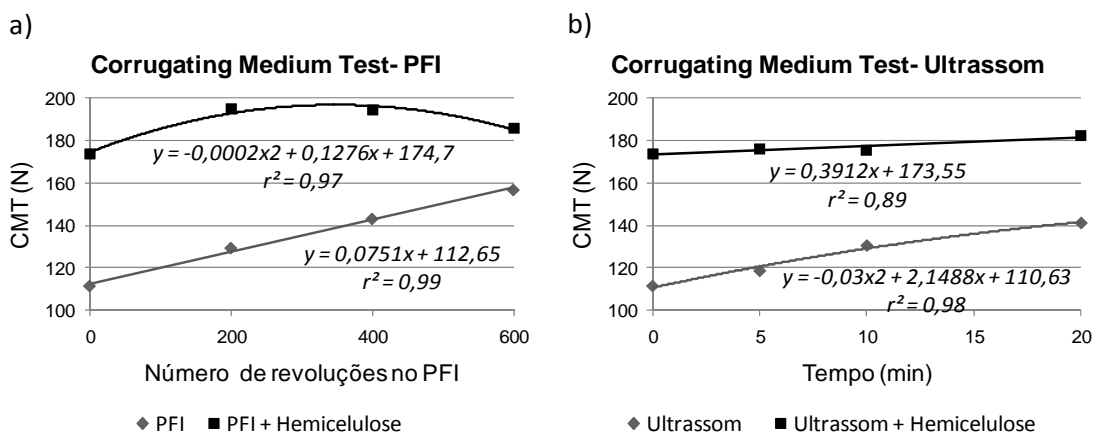 a)
Corrugating Medium Test- PFI
CMT (N)
200
180
160
140
120
100
y = -0,0002x2 + 0,1276x + 174,7
r² = 0,97
y = 0,0751x + 112,65
r² = 0,99
0 200 400 600
Número de revoluções no PFI
PFI PFI + Hemicelulose
b)
Corrugating Medium Test- Ultrassom
CMT (N)
200
180
160
140
120
100
y = 0,3912x + 173,55
r² = 0,89
y = -0,03x2 + 2,1488x + 110,63
r² = 0,98
0 5 10 15 20
Tempo (min)
Ultrassom Ultrassom + Hemicelulose